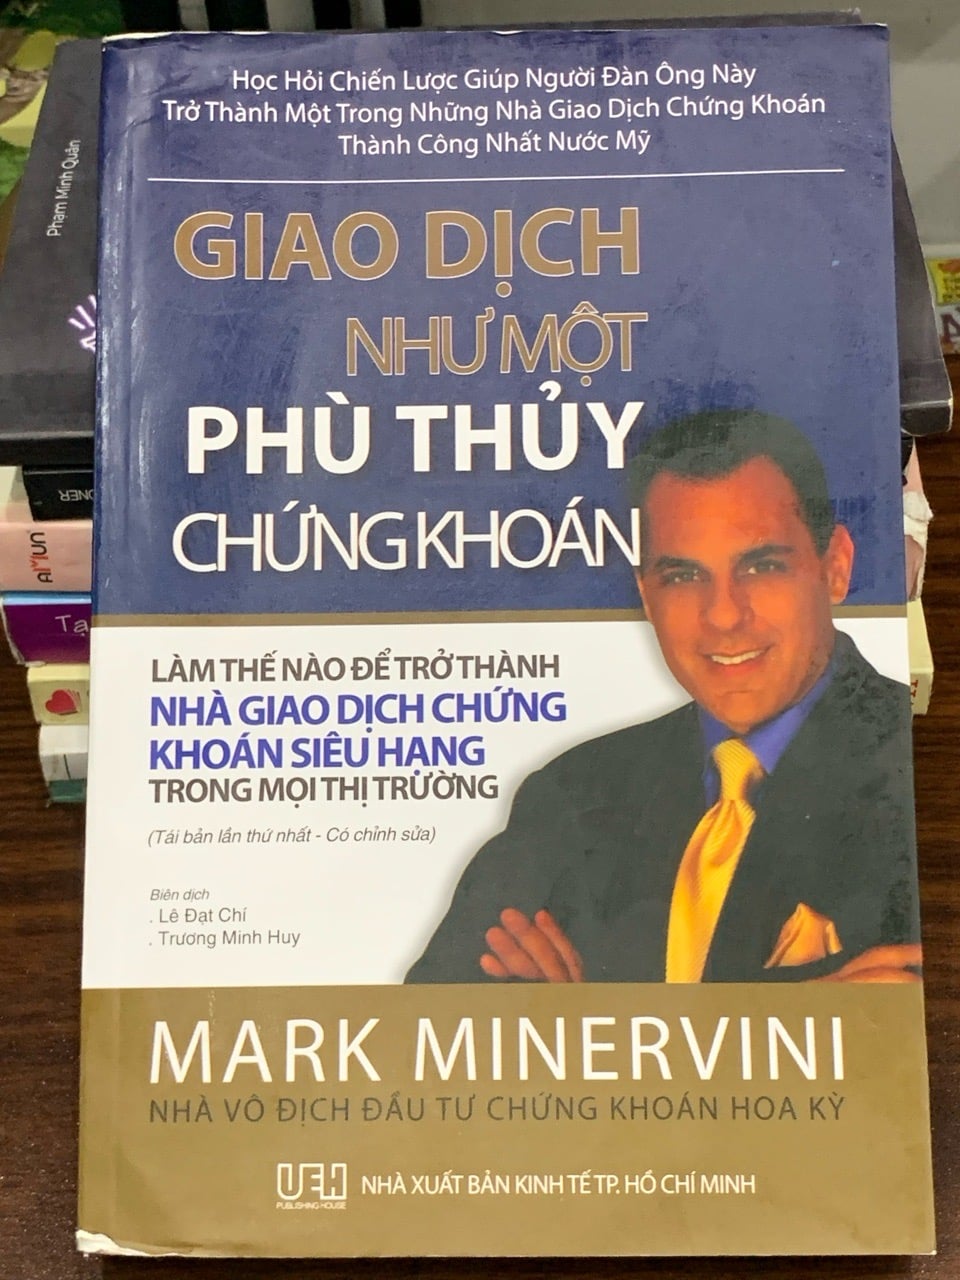 Học Hỏi Chiến Lược Giúp Người Đàn Ông Này
Trở Thành Một Trong Những Nhà Giao Dịch Chứng Khoán
Thành Công Nhất Nước Mỹ
GIAO DỊCH
NHƯ MỘT
PHÙ THỦY
CHỨNG KHOÁN
LÀM THẾ NÀO ĐỂ TRỞ THÀNH
NHÀ GIAO DỊCH CHỨNG
KHOÁN SIÊU HẠNG
TRONG MỌI THỊ TRƯỜNG
(Tái bản lần thứ nhất - Có chỉnh sửa)
Biên dịch
. Lê Đạt Chí
. Trương Minh Huy
MARK MINERVINI
NHÀ VÔ ĐỊCH ĐẦU TƯ CHỨNG KHOÁN HOA KỲ
UEH
PUBLISHING HOUSE
NHÀ XUẤT BẢN KINH TẾ TP. HỒ CHÍ MINH
Phạm Minh Quân